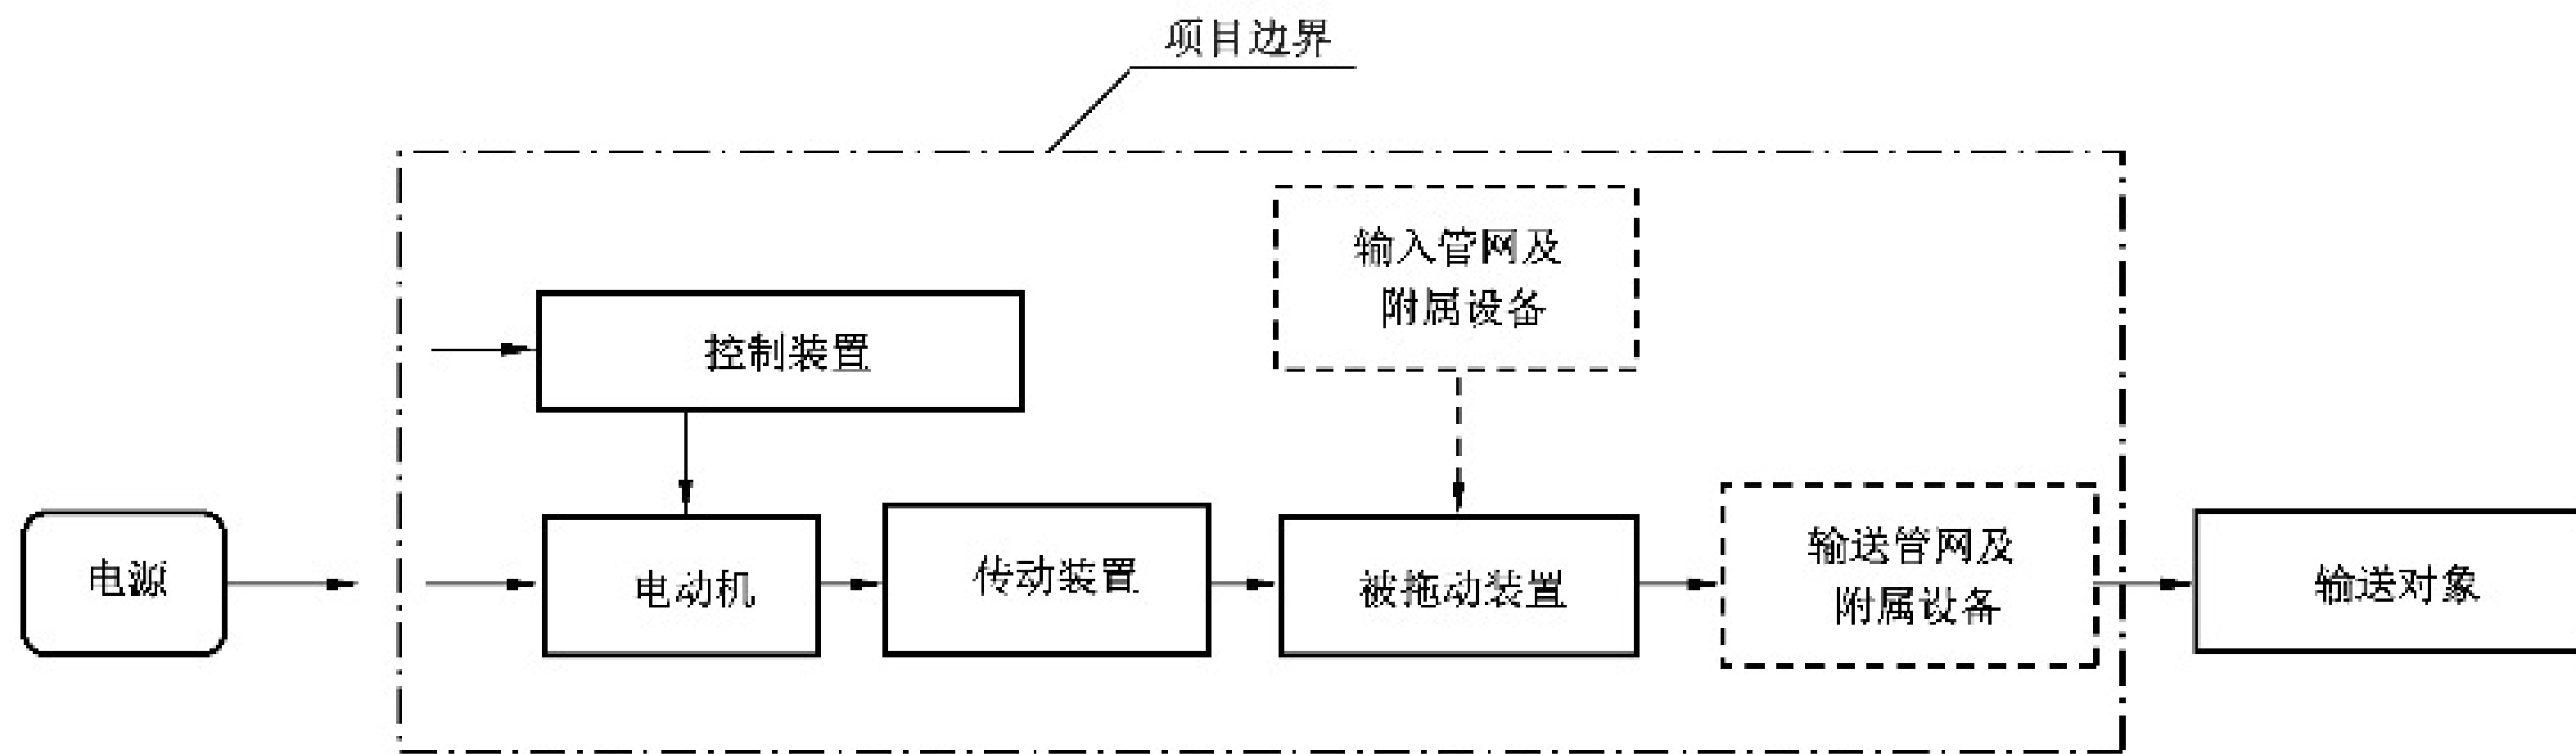 项目边界
输入管网及
附属设备
控制装置
电源
电动机
传动装置
被拖动装置
输送管网及
附属设备
输送对象